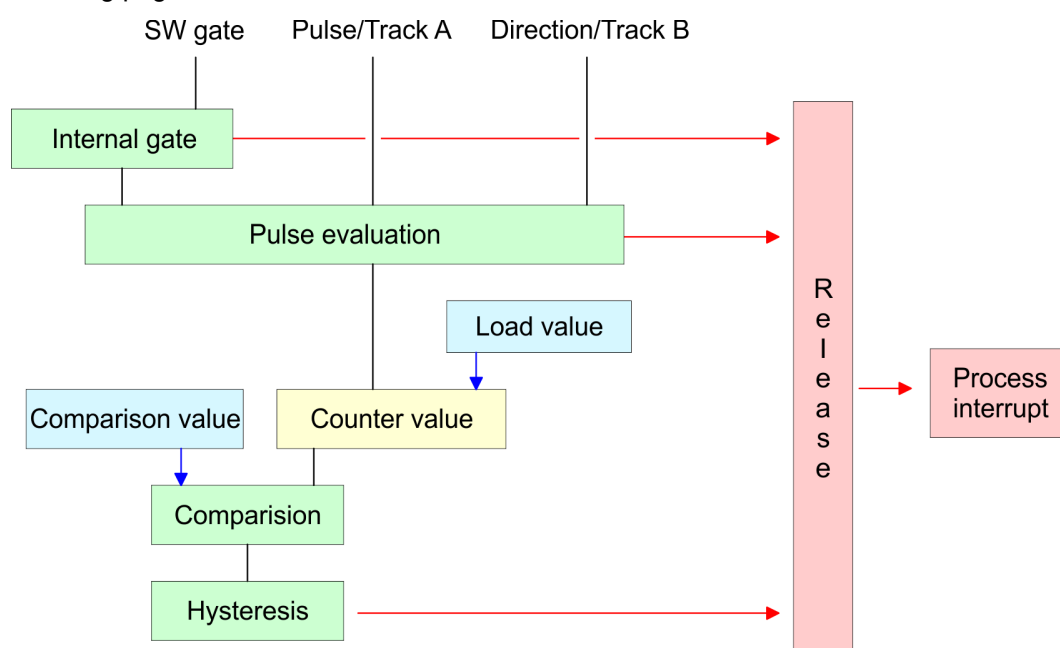 SW gate
Pulse/Track A
Direction/Track B
Internal gate
Pulse evaluation
Load value
Comparison value
Counter value
Comparision
Hysteresis
R
e
l
e
a
s
e
Process
interrupt